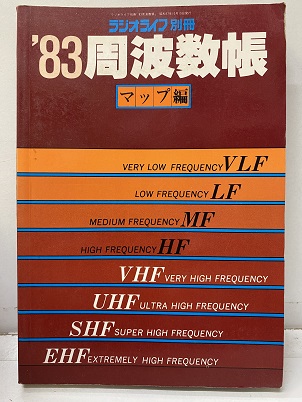 ラジオライフ 別冊
'83 周波数帳
マップ編
VERY LOW FREQUENCY VLF
LOW FREQUENCY LF
MEDIUM FREQUENCY MF
HIGH FREQUENCY HF
VHF VERY HIGH FREQUENCY
UHF ULTRA HIGH FREQUENCY
SHF SUPER HIGH FREQUENCY
EHF EXTREMELY HIGH FREQUENCY